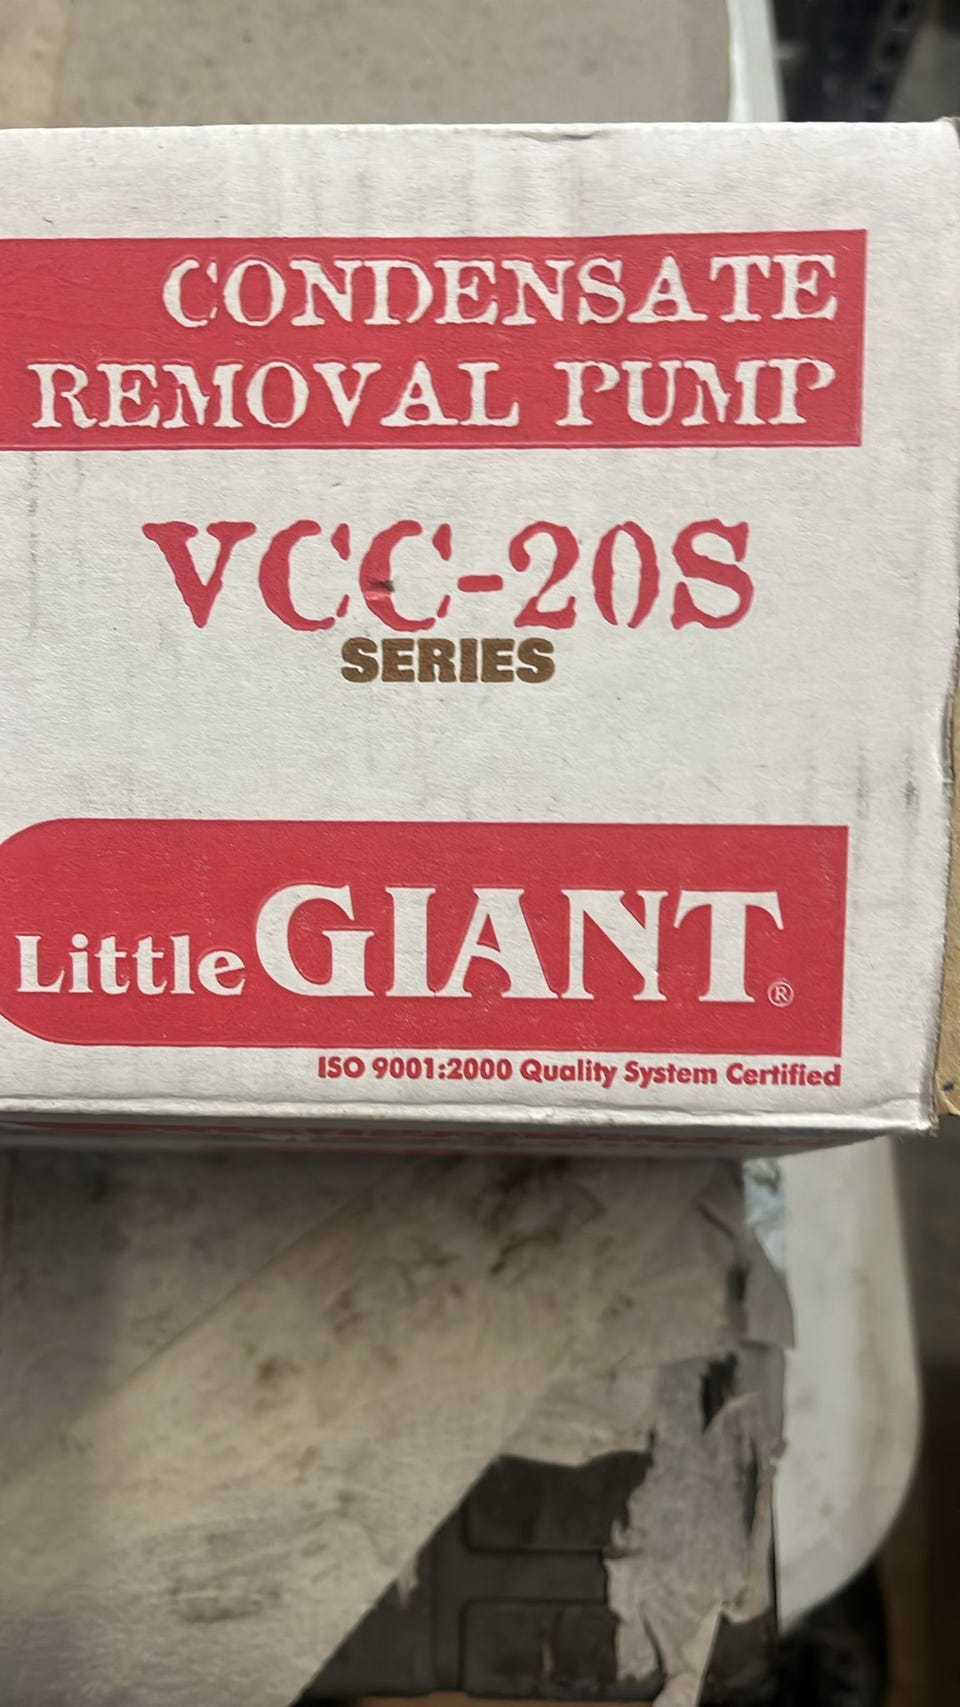 CONDENSATE
REMOVAL PUMP
VCC-20S
SERIES
Little GIANT®
ISO 9001:2000 Quality System Certified